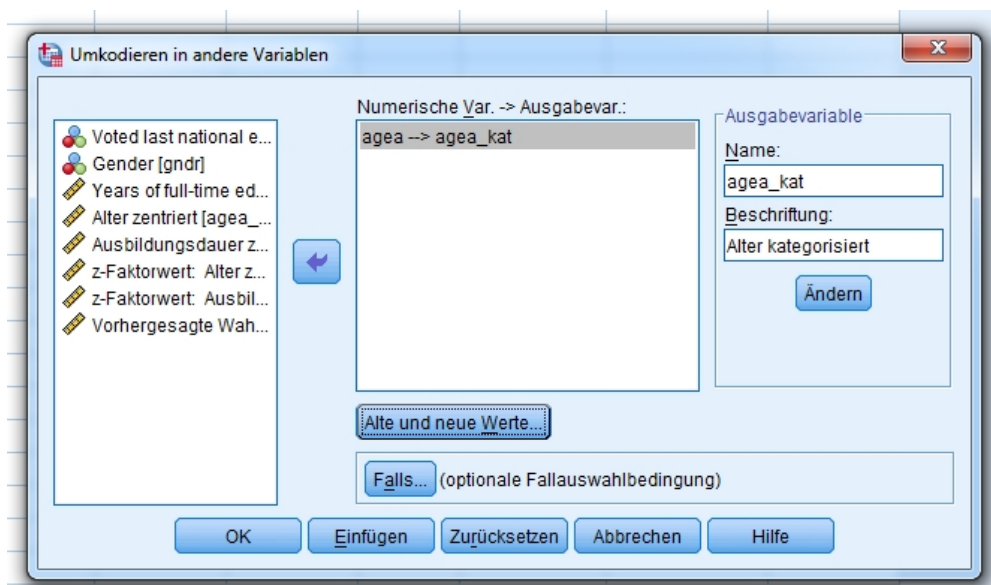 Umkodieren in andere Variablen
Voted last national e...
Gender [gndr]
Years of full-time ed...
Alter zentriert [agea_...
Ausbildungsdauer z...
z-Faktorwert: Alter z...
z-Faktorwert: Ausbil...
Vorhergesagte Wah...
Numerische Var. -> Ausgabevar.:
agea --> agea_kat
Ausgabevariable
Name:
agea_kat
Beschriftung:
Alter kategorisiert
Ändern
Alte und neue Werte...
Falls... (optionale Fallauswahlbedingung)
OK Einfügen Zurücksetzen Abbrechen Hilfe